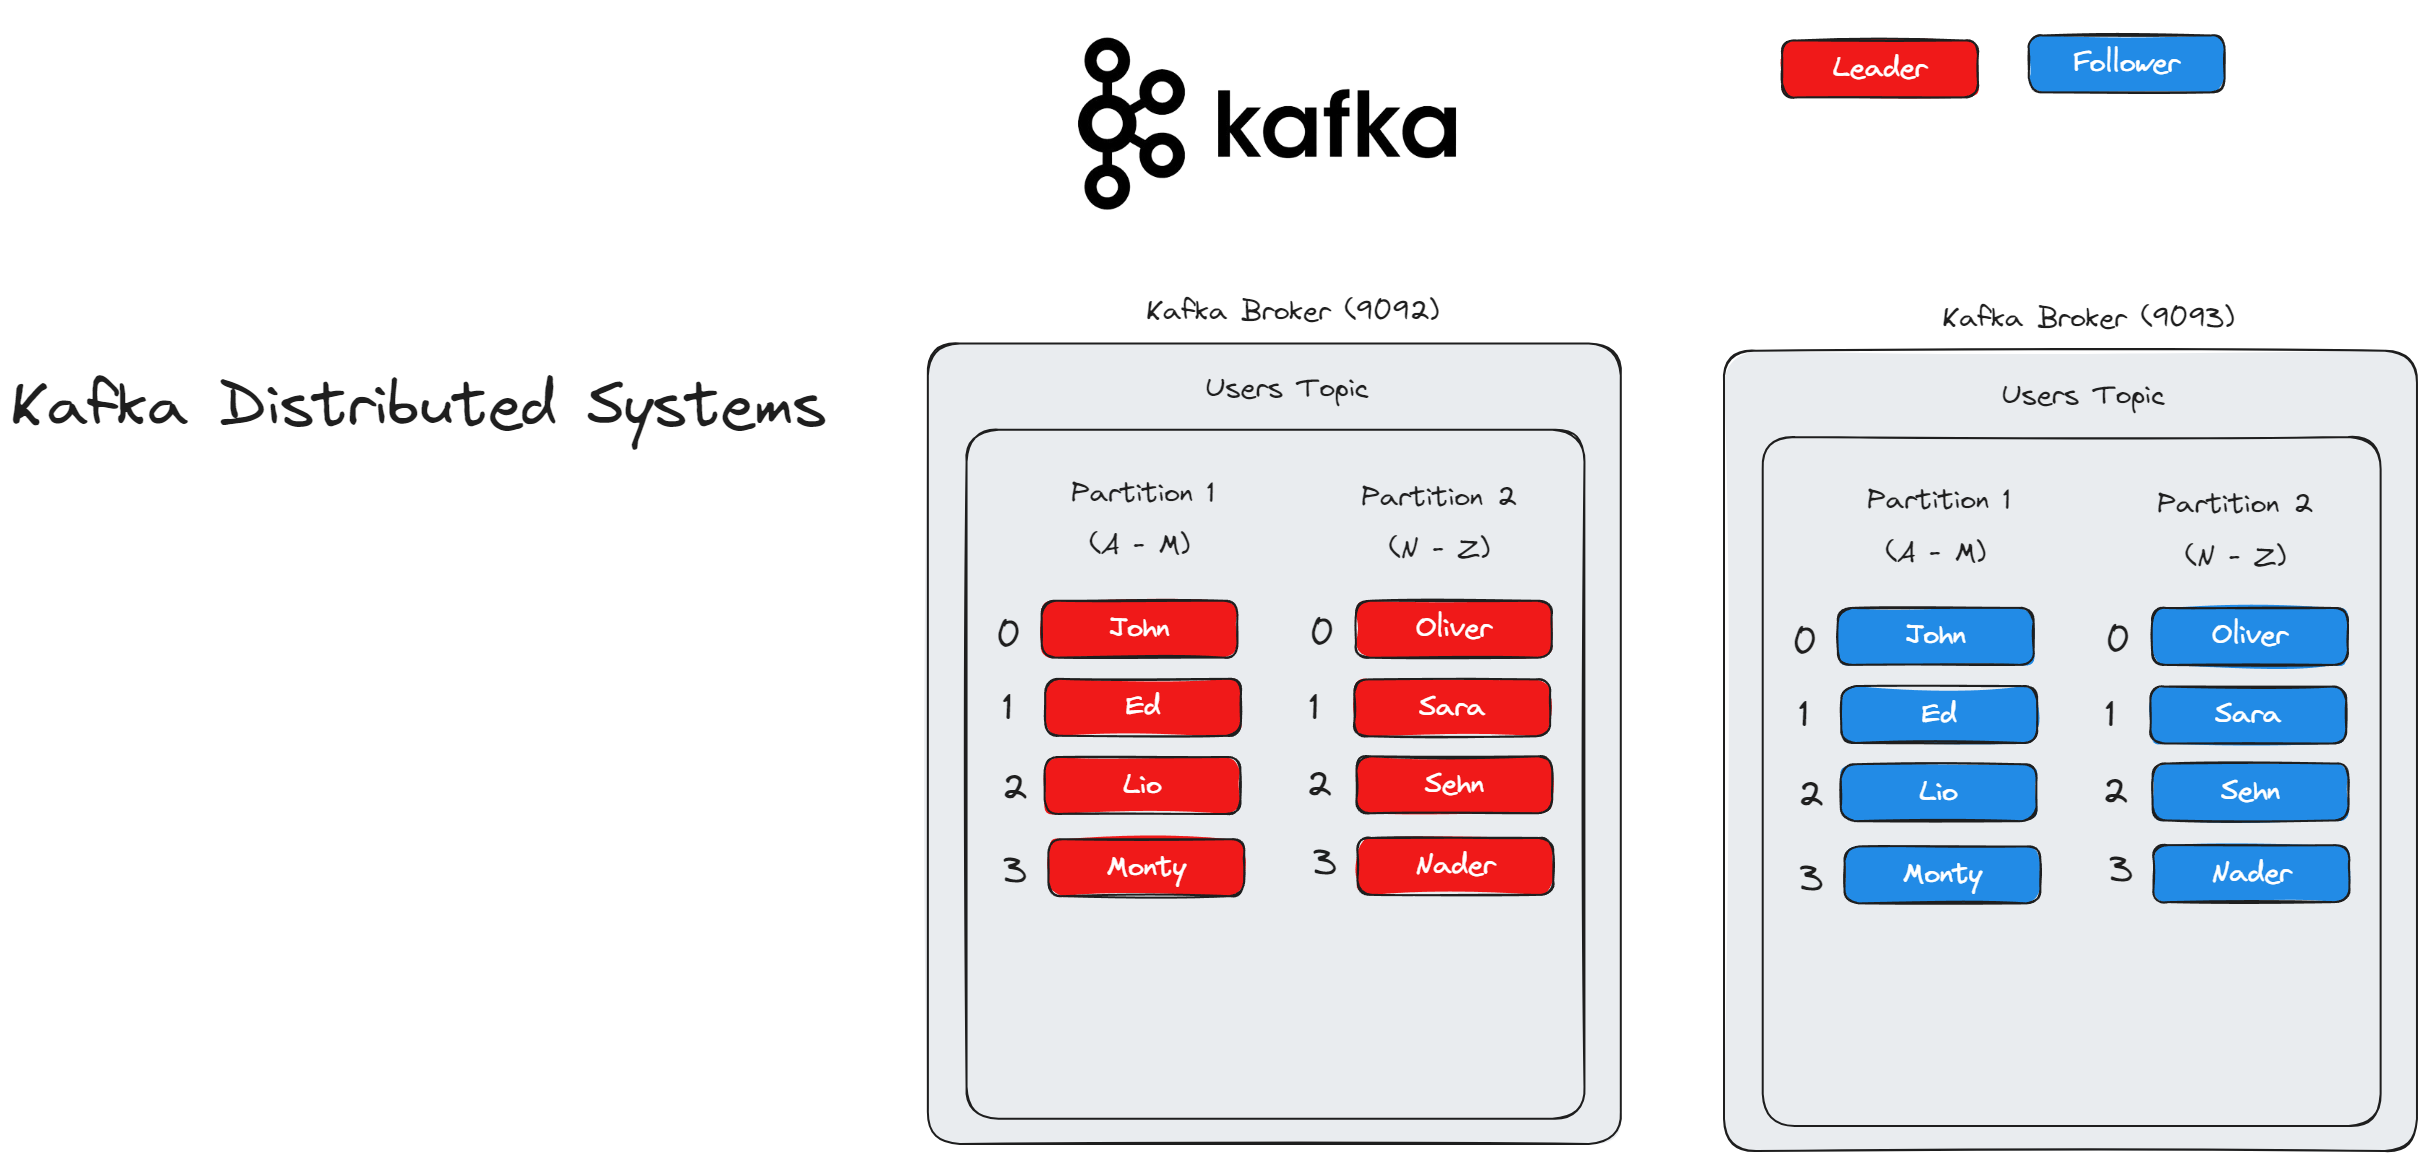 kafka
Leader
Follower
Kafka Distributed Systems
Kafka Broker (9092)
Users Topic
Partition 1
(A - M)
0 John
1 Ed
2 Lio
3 Monty
Partition 2
(N - Z)
0 Oliver
1 Sara
2 Sehn
3 Nader
Kafka Broker (9093)
Users Topic
Partition 1
(A - M)
0 John
1 Ed
2 Lio
3 Monty
Partition 2
(N - Z)
0 Oliver
1 Sara
2 Sehn
3 Nader